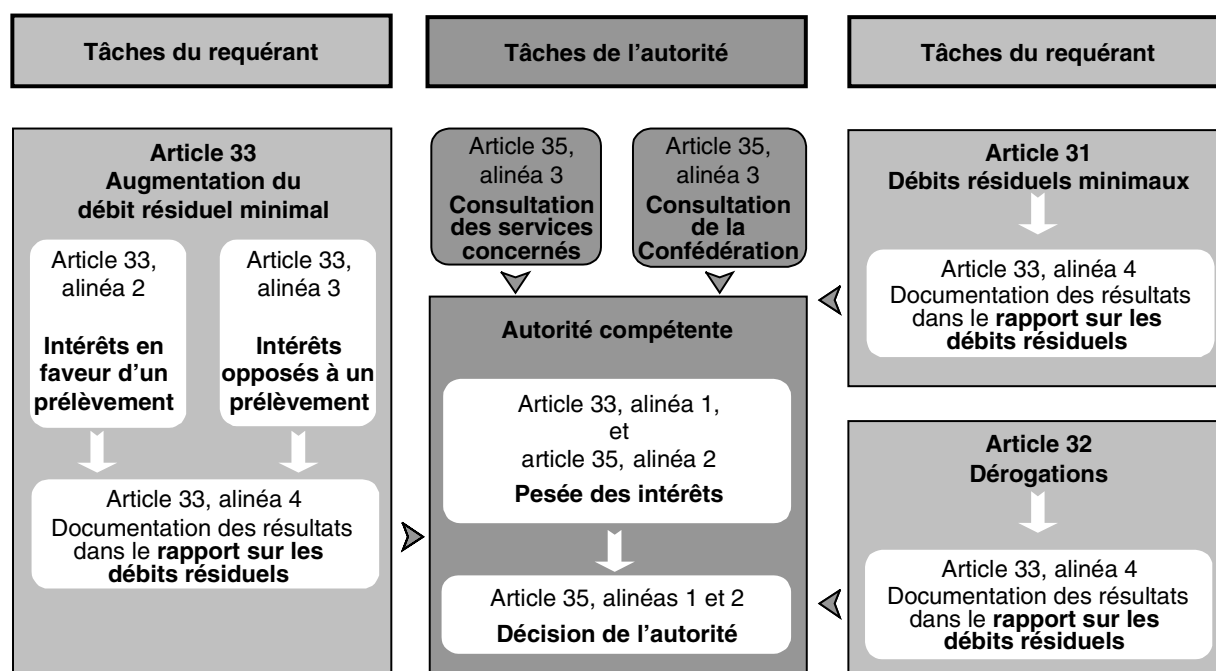 Tâches du requérant
Tâches de l'autorité
Tâches du requérant
Article 33
Augmentation du
débit résiduel minimal
Article 33,
alinéa 2
Intérêts en
faveur d'un
prélèvement
Article 33,
alinéa 3
Intérêts
opposés à un
prélèvement
Article 33, alinéa 4
Documentation des résultats
dans le rapport sur les
débits résiduels
Article 35,
alinéa 3
Consultation
des services
concernés
Article 35,
alinéa 3
Consultation
de la
Confédération
Autorité compétente
Article 33, alinéa 1,
et
article 35, alinéa 2
Pesée des intérêts
Article 35, alinéas 1 et 2
Décision de l'autorité
Article 31
Débits résiduels minimaux
Article 33, alinéa 4
Documentation des résultats
dans le rapport sur les
débits résiduels
Article 32
Dérogations
Article 33, alinéa 4
Documentation des résultats
dans le rapport sur les
débits résiduels